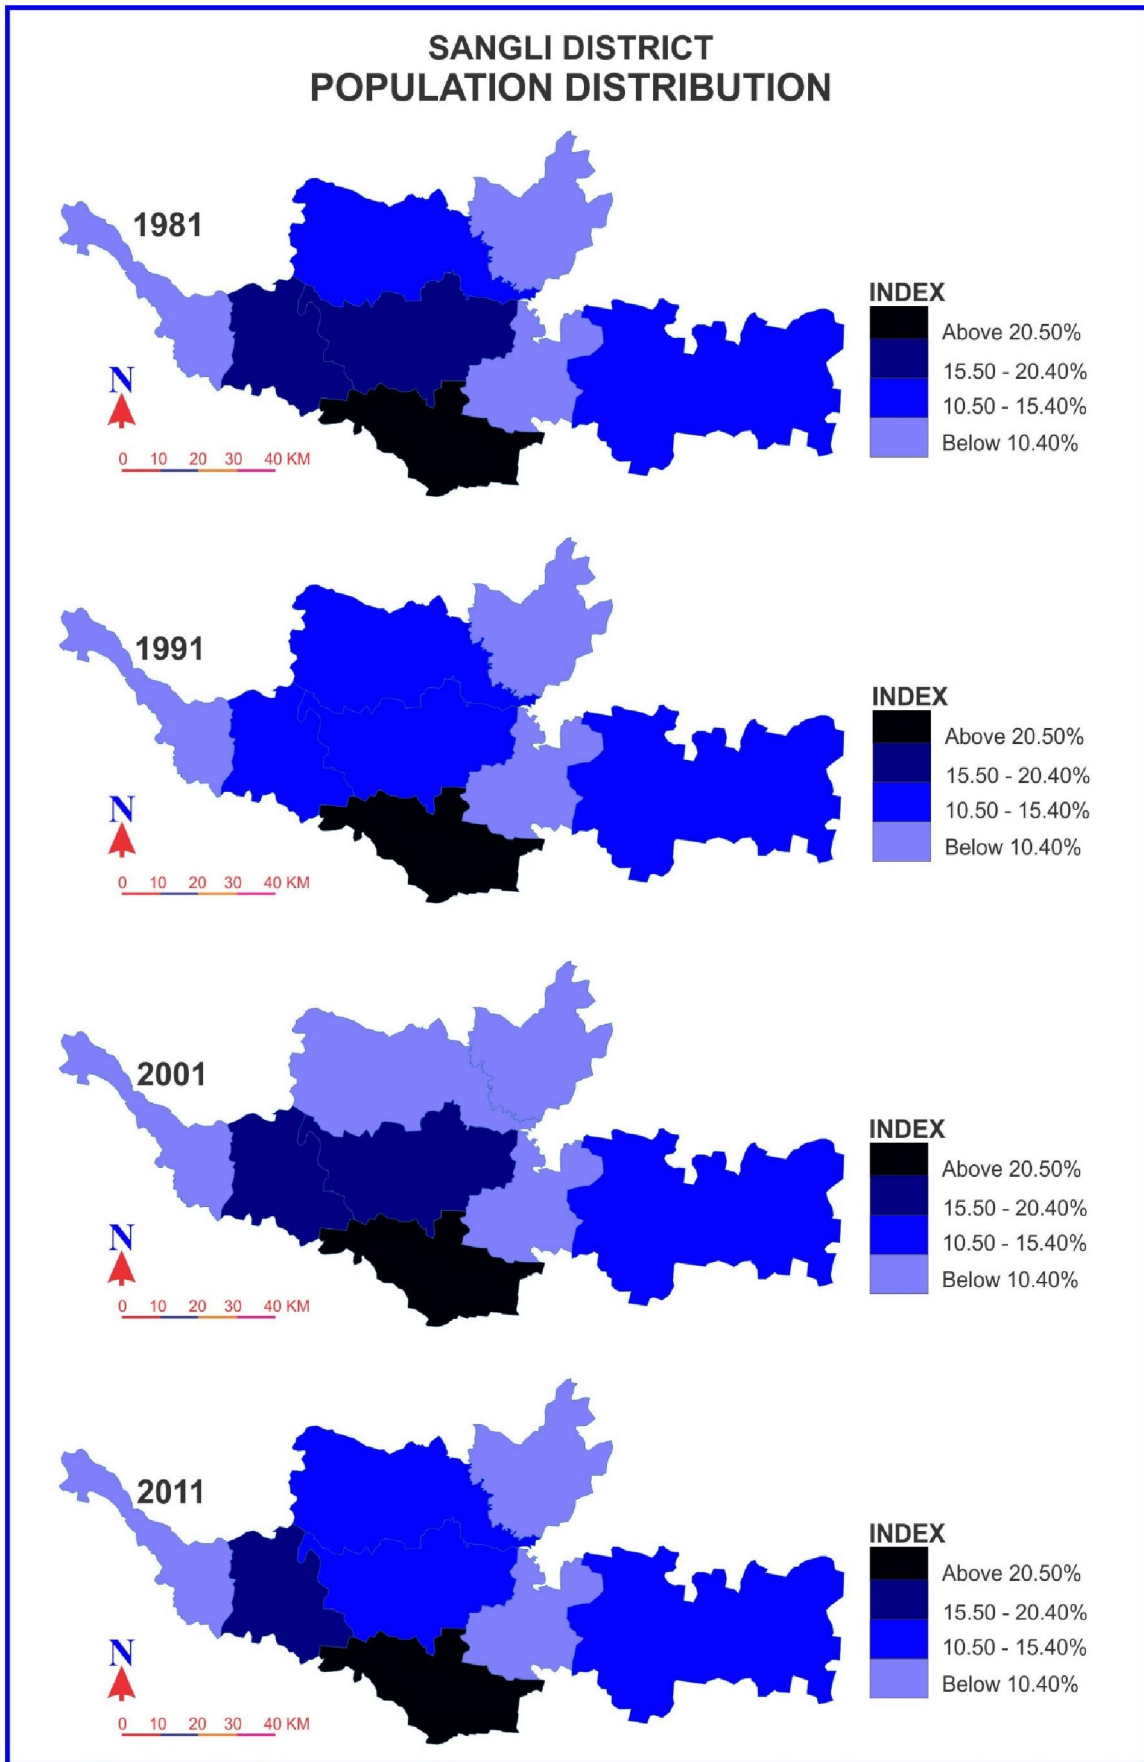 SANGLI DISTRICT
POPULATION DISTRIBUTION
1981
INDEX
Above 20.50%
15.50 - 20.40%
10.50 - 15.40%
Below 10.40%
N
0 10 20 30 40 KM
1991
INDEX
Above 20.50%
15.50 - 20.40%
10.50 - 15.40%
Below 10.40%
N
0 10 20 30 40 KM
2001
INDEX
Above 20.50%
15.50 - 20.40%
10.50 - 15.40%
Below 10.40%
N
0 10 20 30 40 KM
2011
INDEX
Above 20.50%
15.50 - 20.40%
10.50 - 15.40%
Below 10.40%
N
0 10 20 30 40 KM